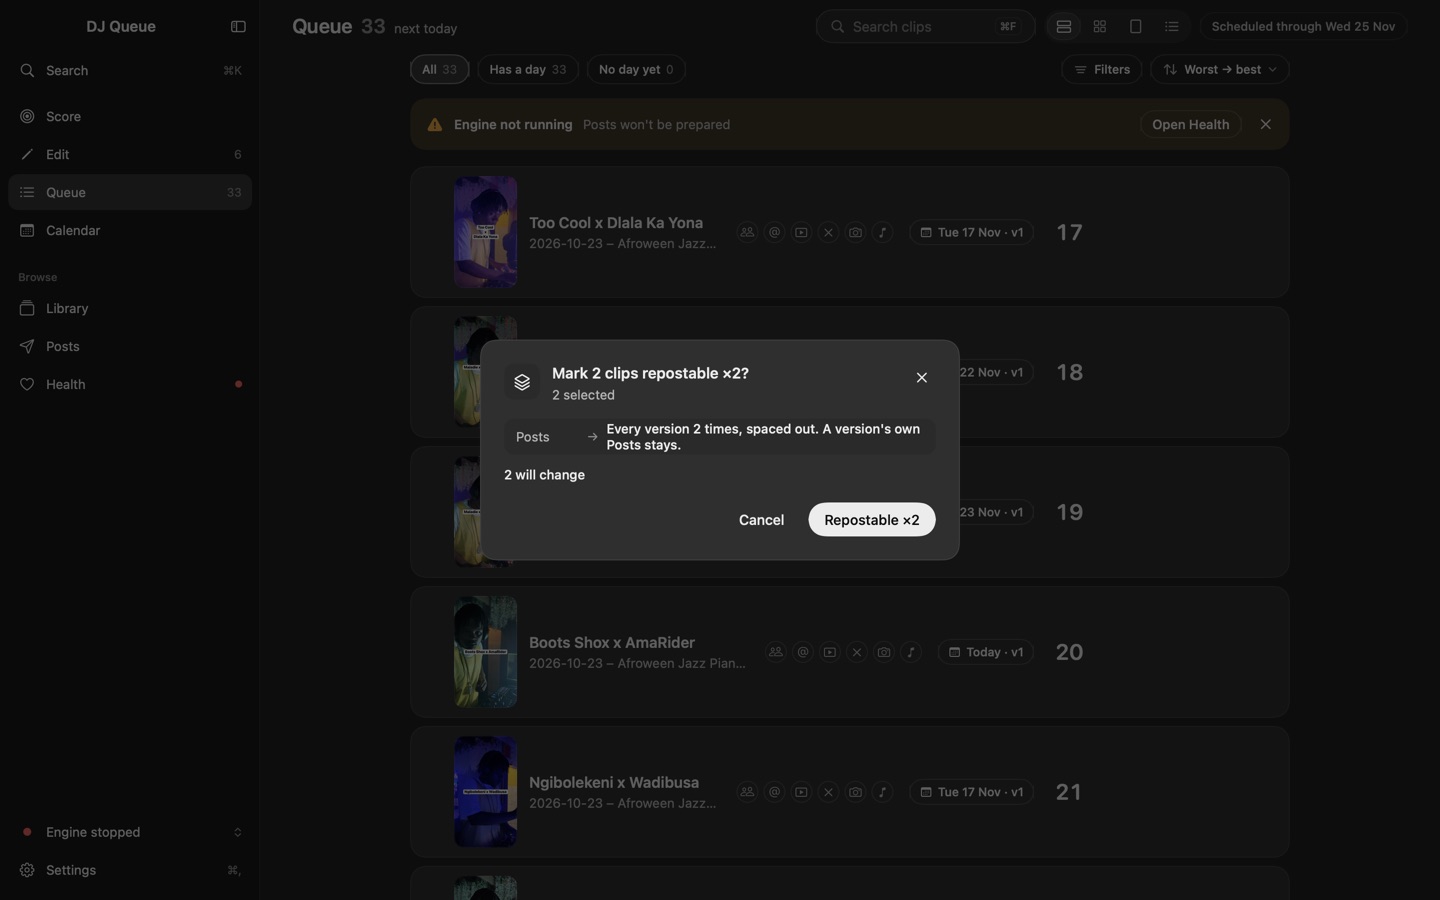 DJ Queue
Search ⌘K
Score
Edit 6
Queue 33
Calendar
Browse
Library
Posts
Health
Engine stopped
Settings ⌘,
Queue 33 next today
Search clips ⌘F
Scheduled through Wed 25 Nov
All 33
Has a day 33
No day yet 0
Filters
Worst → best
Engine not running Posts won't be prepared
Open Health
Too Cool x Dlala Ka Yona
2026-10-23 – Afroween Jazz...
Tue 17 Nov · v1
17
22 Nov · v1
18
Mark 2 clips repostable ×2?
2 selected
Posts → Every version 2 times, spaced out. A version's own
Posts stays.
2 will change
Cancel
Repostable ×2
23 Nov · v1
19
Boots Shox x AmaRider
2026-10-23 – Afroween Jazz Pian...
Today · v1
20
Ngibolekeni x Wadibusa
2026-10-23 – Afroween Jazz...
Tue 17 Nov · v1
21